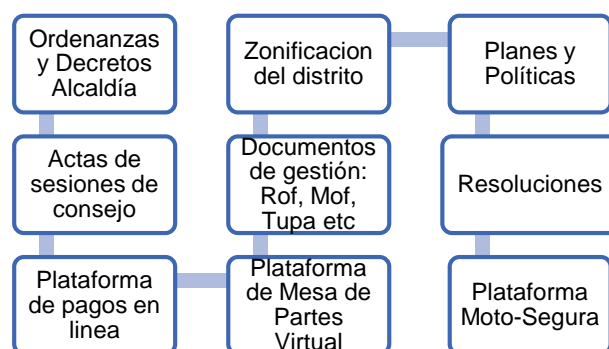 Ordenanzas
y Decretos
Alcaldía
Actas de
sesiones de
consejo
Plataforma
de pagos en
linea
Plataforma
de Mesa de
Partes
Virtual
Documentos
de gestión:
Rof, Mof,
Tupa etc
Zonificacion
del distrito
Planes y
Políticas
Resoluciones
Plataforma
Moto-Segura